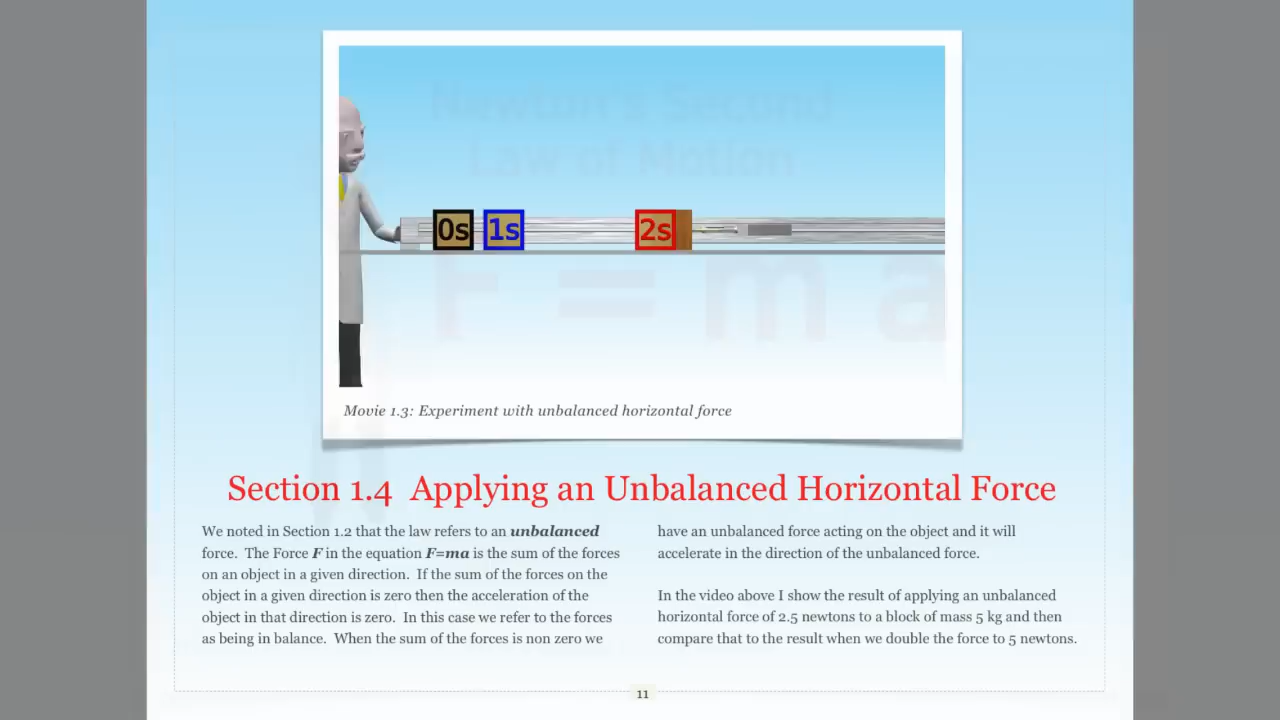 Newton's Second
Law of Motion
0s 1s 2s
F = m a
Movie 1.3: Experiment with unbalanced horizontal force
Section 1.4 Applying an Unbalanced Horizontal Force
We noted in Section 1.2 that the law refers to an unbalanced
force. The Force F in the equation F=ma is the sum of the forces
on an object in a given direction. If the sum of the forces on the
object in a given direction is zero then the acceleration of the
object in that direction is zero. In this case we refer to the forces
as being in balance. When the sum of the forces is non zero we
have an unbalanced force acting on the object and it will
accelerate in the direction of the unbalanced force.
In the video above I show the result of applying an unbalanced
horizontal force of 2.5 newtons to a block of mass 5 kg and then
compare that to the result when we double the force to 5 newtons.
11